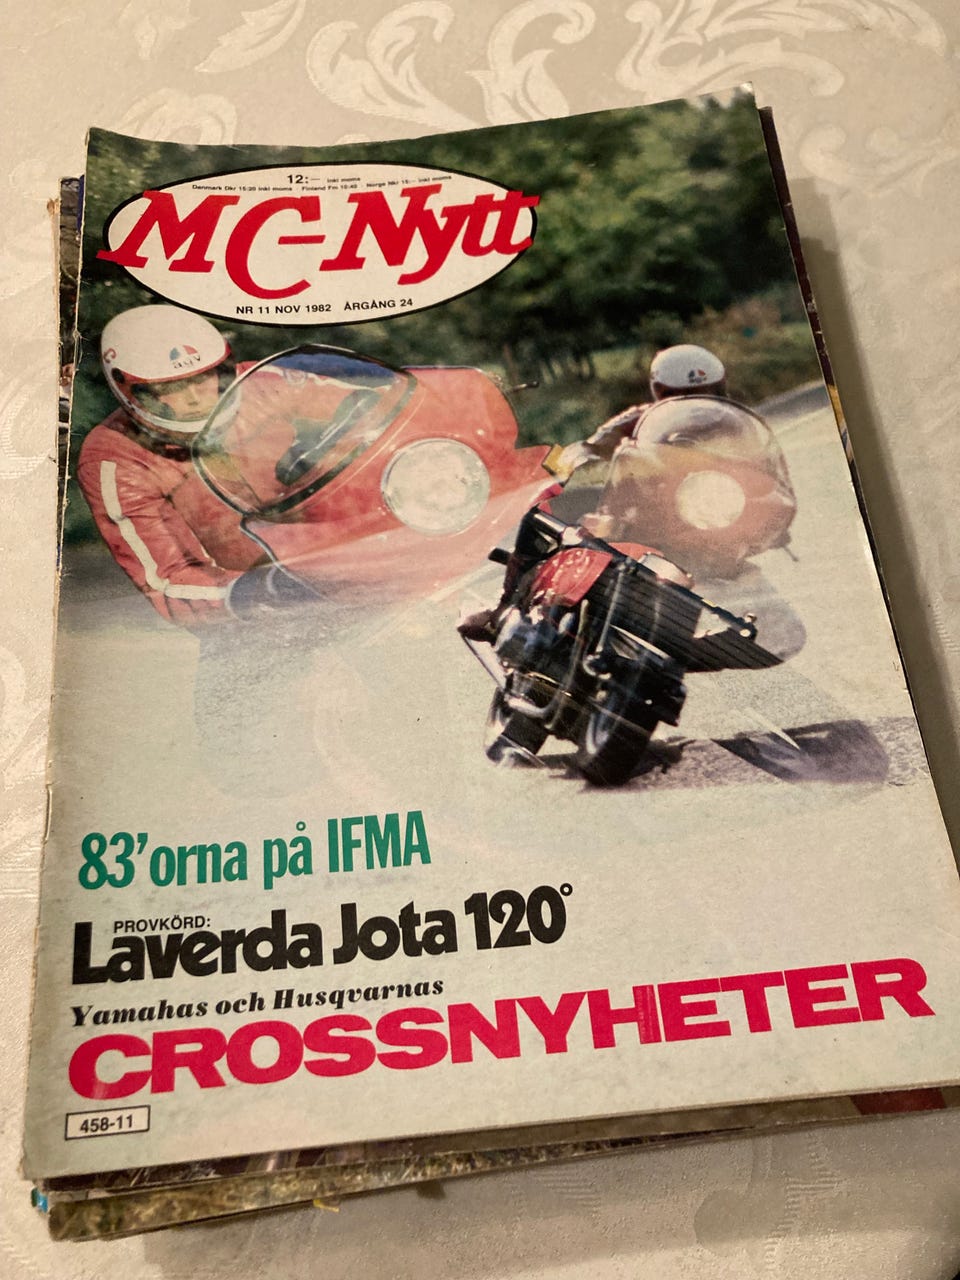 12:— inkl moms
Danmark Dkr 15:20 inkl moms · Finland Fm 10:40 · Norge Nkr 15:— inkl moms
MC-Nytt
NR 11 NOV 1982 ÅRGÅNG 24
agv
83'orna på IFMA
PROVKÖRD:
Laverda Jota 120°
Yamahas och Husqvarnas
CROSSNYHETER
458-11